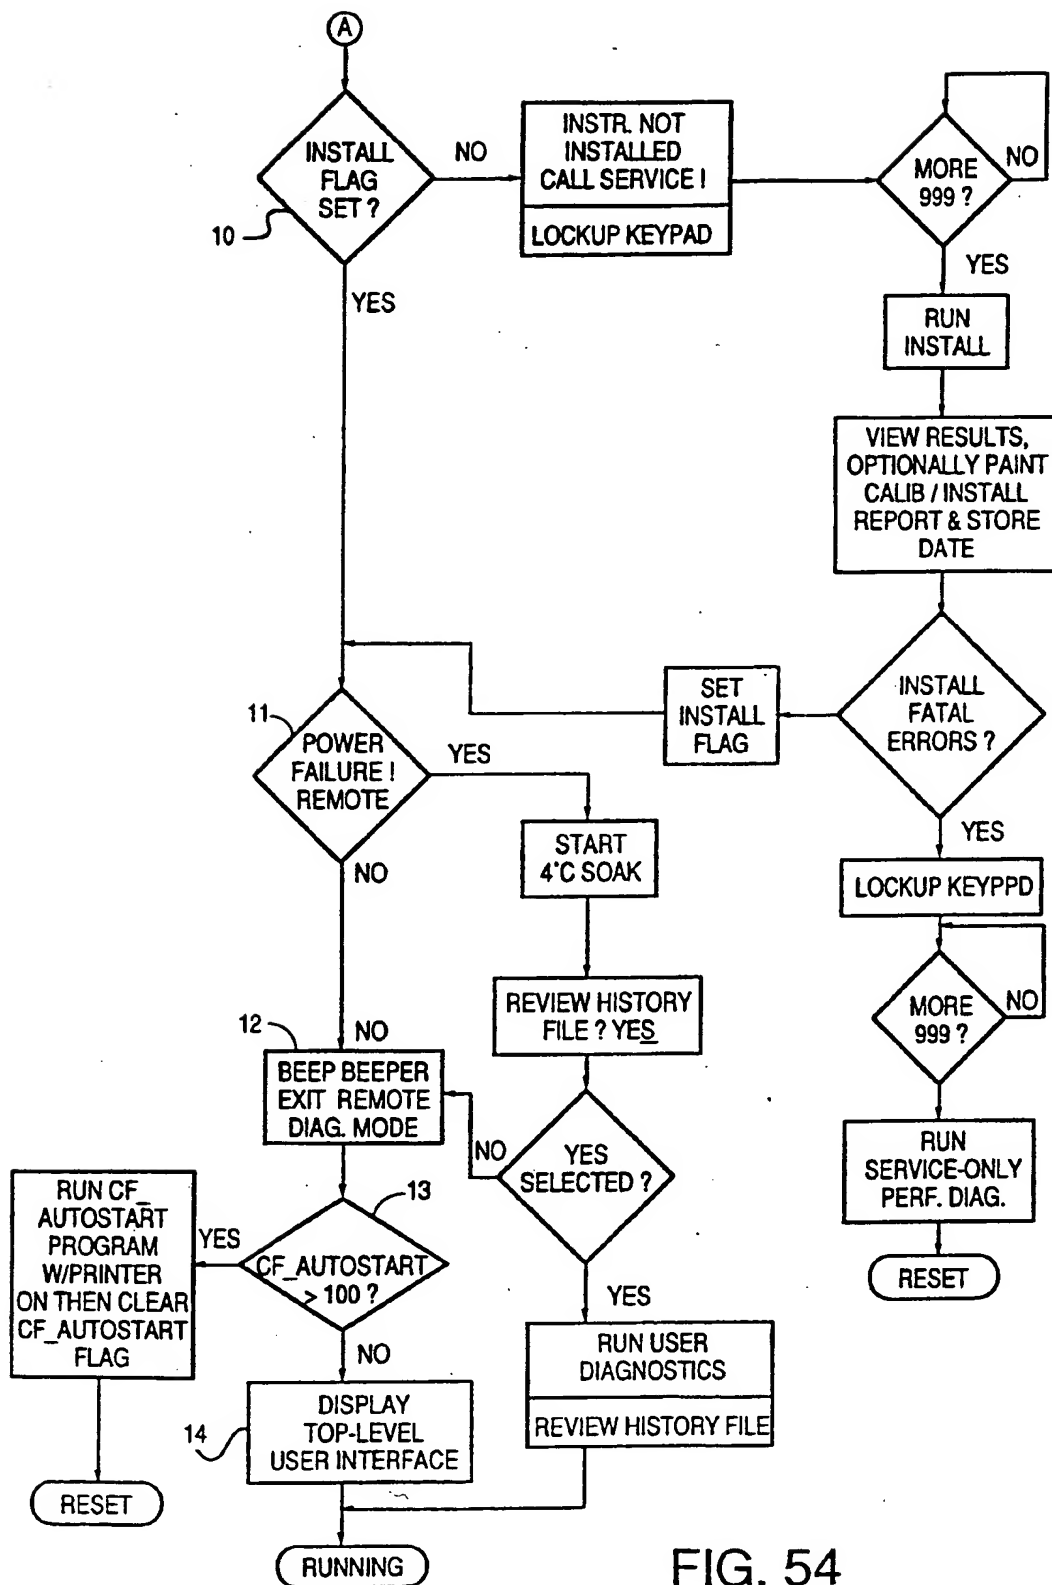 A
INSTALL
FLAG
SET ?
10
NO
YES
INSTR. NOT
INSTALLED
CALL SERVICE !
LOCKUP KEYPAD
MORE
999 ?
NO
YES
RUN
INSTALL
VIEW RESULTS,
OPTIONALLY PAINT
CALIB / INSTALL
REPORT & STORE
DATE
INSTALL
FATAL
ERRORS ?
SET
INSTALL
FLAG
YES
LOCKUP KEYPPD
MORE
999 ?
NO
RUN
SERVICE-ONLY
PERF. DIAG.
RESET
11
POWER
FAILURE !
REMOTE
YES
NO
START
4°C SOAK
REVIEW HISTORY
FILE ? YES
YES
SELECTED ?
NO
YES
RUN USER
DIAGNOSTICS
REVIEW HISTORY FILE
12
NO
BEEP BEEPER
EXIT REMOTE
DIAG. MODE
13
CF_AUTOSTART
> 100 ?
YES
NO
RUN CF_
AUTOSTART
PROGRAM
W/PRINTER
ON THEN CLEAR
CF_AUTOSTART
FLAG
RESET
14
DISPLAY
TOP-LEVEL
USER INTERFACE
RUNNING
FIG. 54